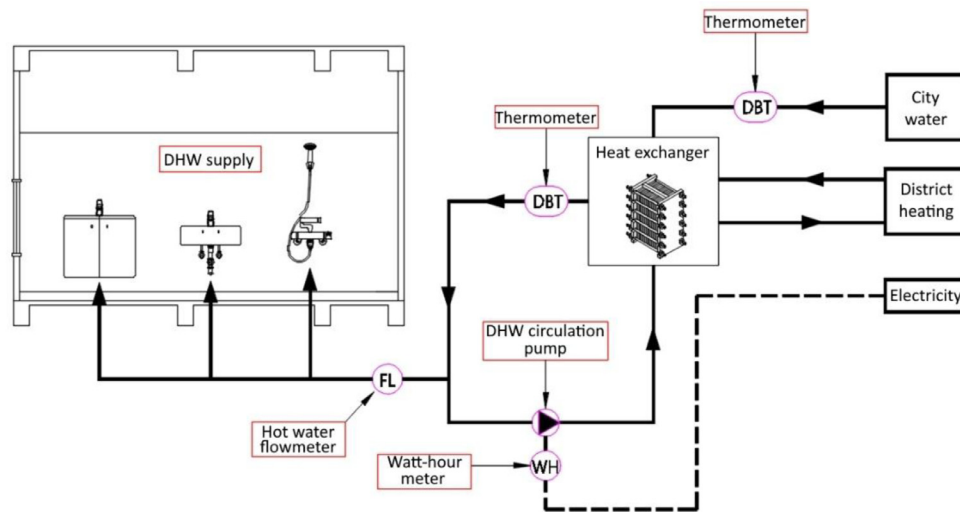 Thermometer
DBT
City
water
Thermometer
DHW supply
Heat exchanger
DBT
District
heating
Electricity
DHW circulation
pump
FL
Hot water
flowmeter
Watt-hour
meter
WH